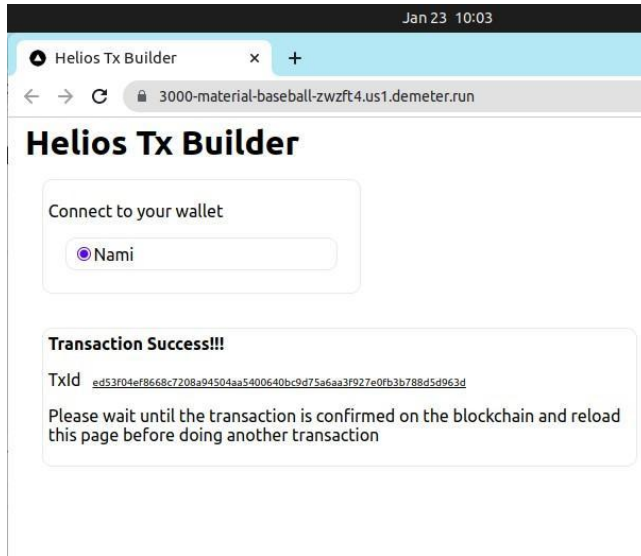 Jan 23 10:03
Helios Tx Builder
3000-material-baseball-zwzft4.us1.demeter.run
Helios Tx Builder
Connect to your wallet
Nami
Transaction Success!!!
TxId ed53f04ef8668c7208a94504aa5400640bc9d75a6aa3f927e0fb3b788d5d963d
Please wait until the transaction is confirmed on the blockchain and reload
this page before doing another transaction